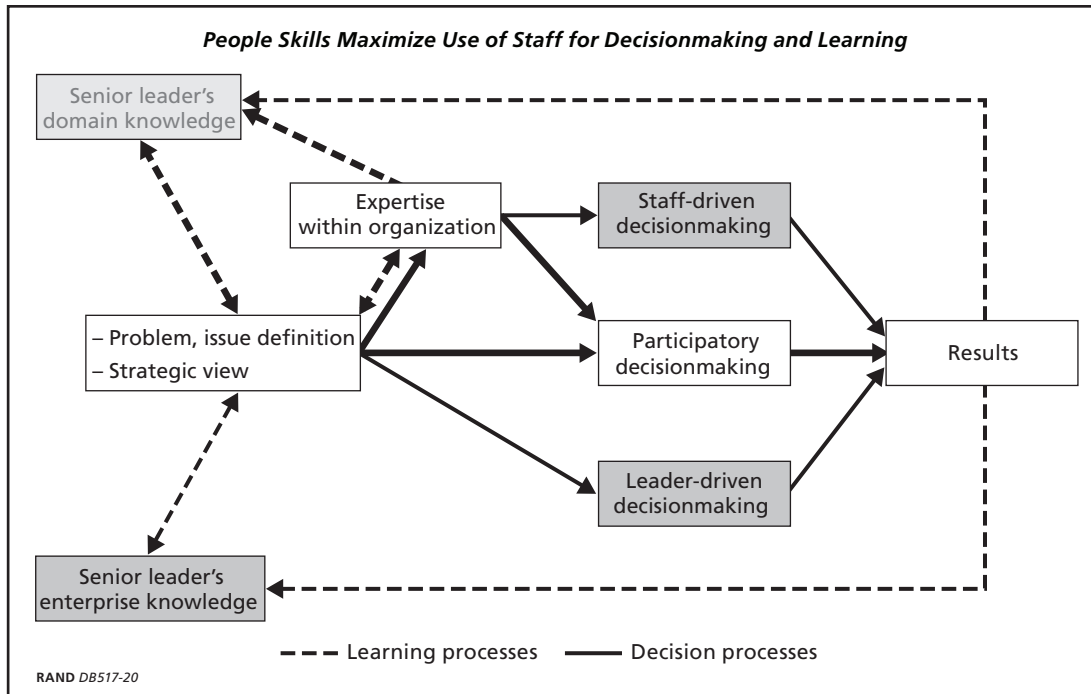 People Skills Maximize Use of Staff for Decisionmaking and Learning
Senior leader's
domain knowledge
Expertise
within organization
Staff-driven
decisionmaking
– Problem, issue definition
– Strategic view
Participatory
decisionmaking
Results
Leader-driven
decisionmaking
Senior leader's
enterprise knowledge
Learning processes
Decision processes
RAND DB517-20